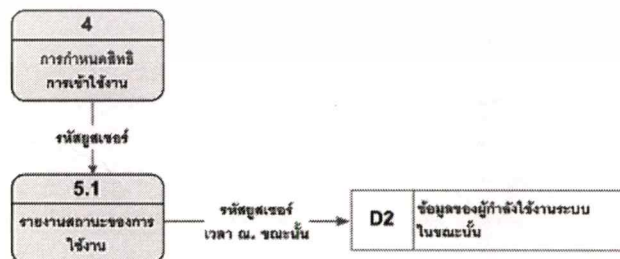 4
การกำหนดสิทธิ
การเข้าใช้งาน
รหัสยูสเซอร์
5.1
รายงานสถานะของการ
ใช้งาน
รหัสยูสเซอร์
เวลา ณ. ขณะนั้น
D2
ข้อมูลของผู้กำลังใช้งานระบบ
ในขณะนั้น